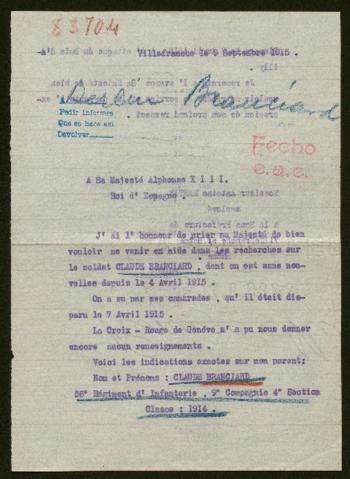 83704
Villefranche le 9 Septembre 1915.
Branciard
Pedir informes
Que se hace así
Devolver
Fecho
A Sa Majesté Alphonse XIII.
Roi d' Espagne.
J' ai l' honneur de prier sa Majesté de bien
vouloir me venir en aide dans les recherches sur
le soldat CLAUDE BRANCIARD, dont on est sans nou-
velles depuis le 4 Avril 1915.
On a su par ses camarades, qu' il était dis-
paru le 7 Avril 1915.
La Croix - Rouge de Genève n' a pu nous donner
encore aucun renseignements.
Voici les indications exactes sur mon parent;
Nom et Prénoms : CLAUDE BRANCIARD
56° Régiment d' Infanterie . 9° Compagnie 4° Section
Classe : 1914 .